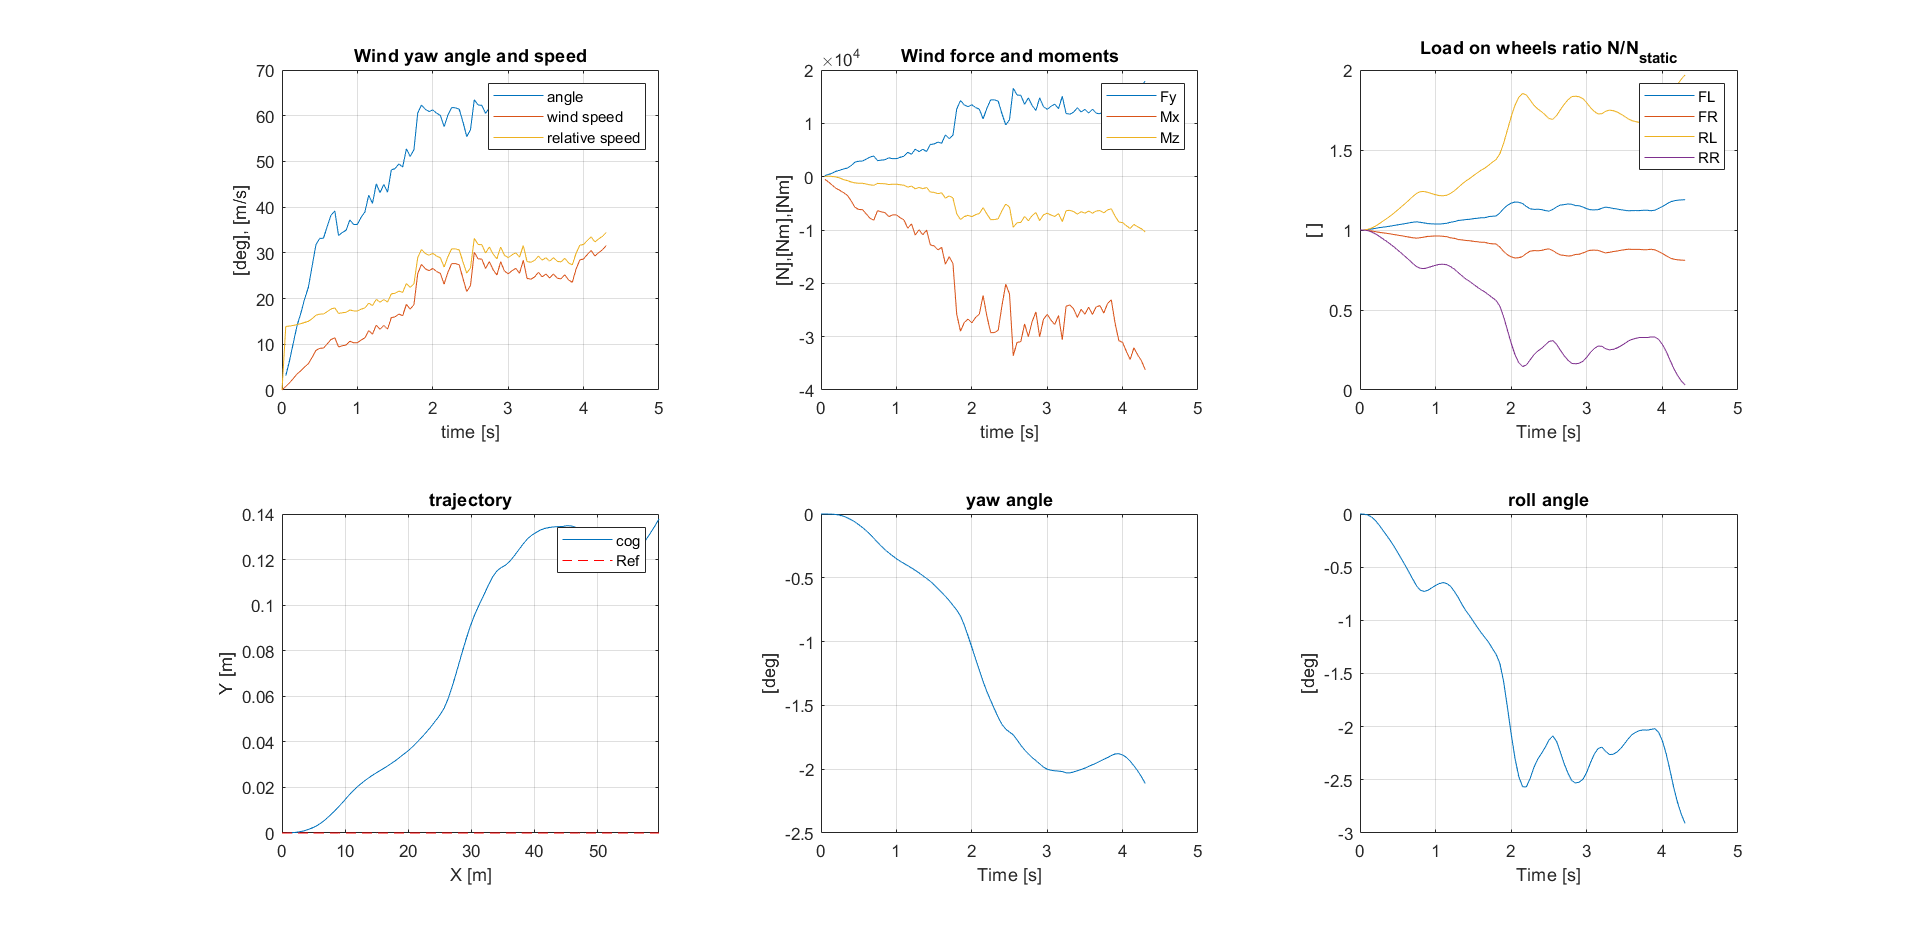 Wind yaw angle and speed
70
60
50
40
30
20
10
0
[deg], [m/s]
angle
wind speed
relative speed
0 1 2 3 4 5
time [s]
Wind force and moments
×10^4
2
1
0
-1
-2
-3
-4
[N],[Nm],[Nm]
Fy
Mx
Mz
0 1 2 3 4 5
time [s]
Load on wheels ratio N/N_static
2
1.5
1
0.5
0
[ ]
FL
FR
RL
RR
0 1 2 3 4 5
Time [s]
trajectory
0.14
0.12
0.1
0.08
0.06
0.04
0.02
0
Y [m]
cog
Ref
0 10 20 30 40 50
X [m]
yaw angle
0
-0.5
-1
-1.5
-2
-2.5
[deg]
0 1 2 3 4 5
Time [s]
roll angle
0
-0.5
-1
-1.5
-2
-2.5
-3
[deg]
0 1 2 3 4 5
Time [s]